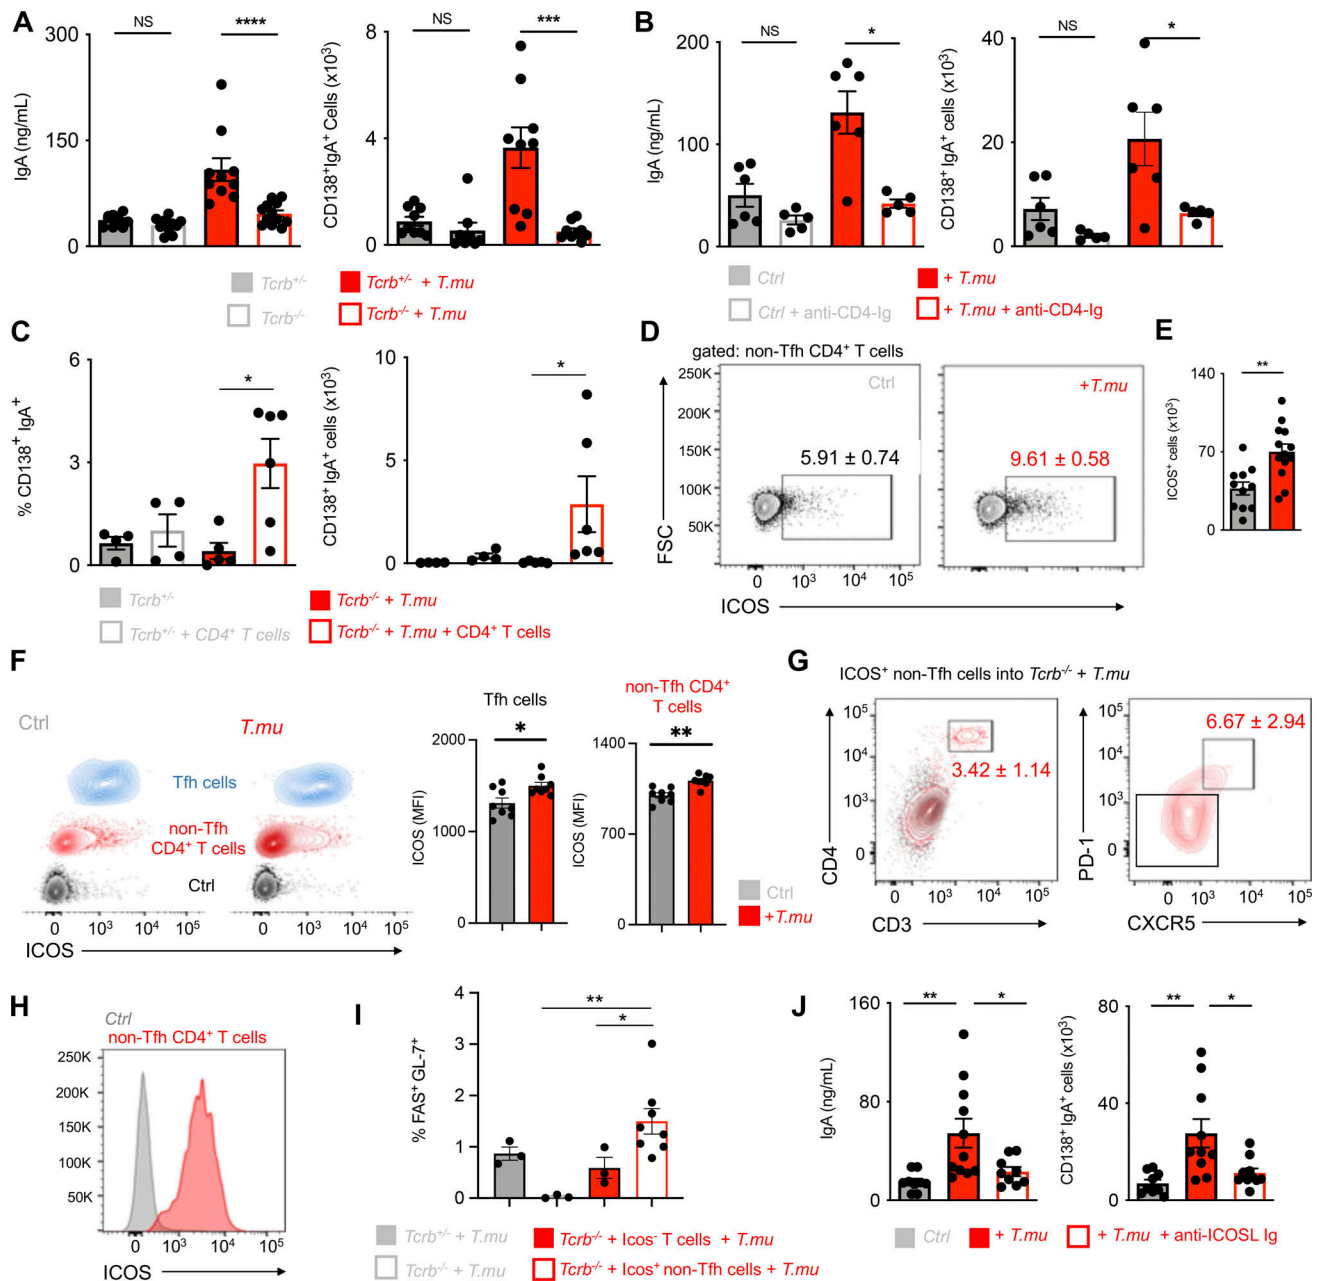 A
NS
****
300
150
0
IgA (ng/mL)
NS
***
8
4
0
CD138⁺IgA⁺ Cells (x10³)
Tcrb⁺/⁻
Tcrb⁻/⁻
Tcrb⁺/⁻ + T.mu
Tcrb⁻/⁻ + T.mu
B
NS
*
200
100
0
IgA (ng/mL)
NS
*
40
20
0
CD138⁺ IgA⁺ cells (x10³)
Ctrl
Ctrl + anti-CD4-Ig
+ T.mu
+ T.mu + anti-CD4-Ig
C
*
6
3
0
% CD138⁺ IgA⁺
*
10
5
0
CD138⁺ IgA⁺ cells (x10³)
Tcrb⁺/⁻
Tcrb⁺/⁻ + CD4⁺ T cells
Tcrb⁻/⁻ + T.mu
Tcrb⁻/⁻ + T.mu + CD4⁺ T cells
D
gated: non-Tfh CD4⁺ T cells
250K
200K
150K
100K
50K
FSC
Ctrl
5.91 ± 0.74
0 10³ 10⁴ 10⁵
+T.mu
9.61 ± 0.58
0 10³ 10⁴ 10⁵
ICOS
E
**
140
70
0
ICOS⁺ cells (x10³)
F
Ctrl
T.mu
Tfh cells
non-Tfh
CD4⁺ T cells
Ctrl
0 10³ 10⁴ 10⁵
0 10³ 10⁴ 10⁵
ICOS
Tfh cells
*
2000
1000
0
ICOS (MFI)
non-Tfh CD4⁺
T cells
**
1400
700
0
ICOS (MFI)
Ctrl
+T.mu
G
ICOS⁺ non-Tfh cells into Tcrb⁻/⁻ + T.mu
10⁵
10⁴
10³
0
CD4
3.42 ± 1.14
0 10³ 10⁴ 10⁵
CD3
10⁵
10⁴
10³
0
PD-1
6.67 ± 2.94
0 10³ 10⁴ 10⁵
CXCR5
H
Ctrl
non-Tfh CD4⁺ T cells
250K
200K
150K
100K
50K
0 10³ 10⁴ 10⁵
ICOS
I
**
*
4
3
2
1
0
% FAS⁺ GL-7⁺
Tcrb⁺/⁻ + T.mu
Tcrb⁻/⁻ + T.mu
Tcrb⁻/⁻ + Icos⁻ T cells + T.mu
Tcrb⁻/⁻ + Icos⁺ non-Tfh cells + T.mu
J
**
*
160
80
0
IgA (ng/mL)
**
*
80
40
0
CD138⁺ IgA⁺ cells (x10³)
Ctrl
+ T.mu
+ T.mu + anti-ICOSL Ig